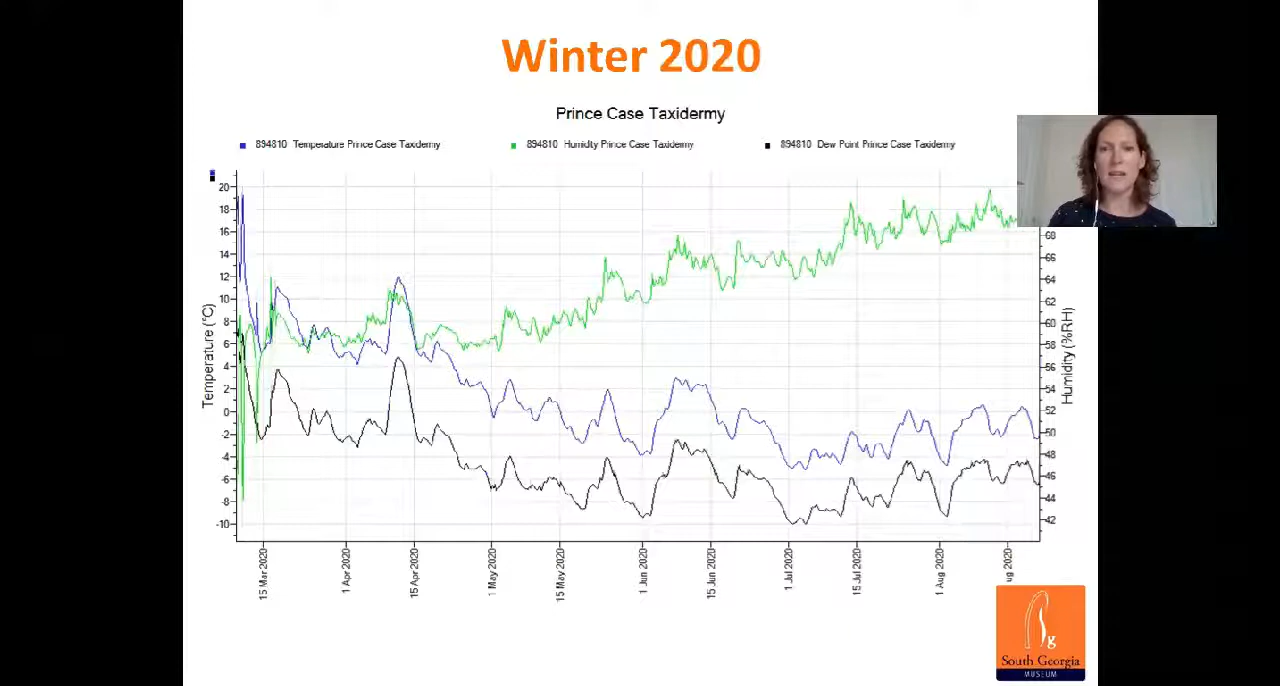 Winter 2020
Prince Case Taxidermy
894810 Temperature Prince Case Taxidermy
894810 Humidity Prince Case Taxidermy
894810 Dew Point Prince Case Taxidermy
20
18
16
14
12
10
8
6
4
2
0
-2
-4
-6
-8
-10
Temperature (°C)
68
66
64
62
60
58
56
54
52
50
48
46
44
42
Humidity (%RH)
15 Mar 2020
1 Apr 2020
15 Apr 2020
1 May 2020
15 May 2020
1 Jun 2020
15 Jun 2020
1 Jul 2020
15 Jul 2020
1 Aug 2020
ug 2020
Sg
South Georgia
MUSEUM